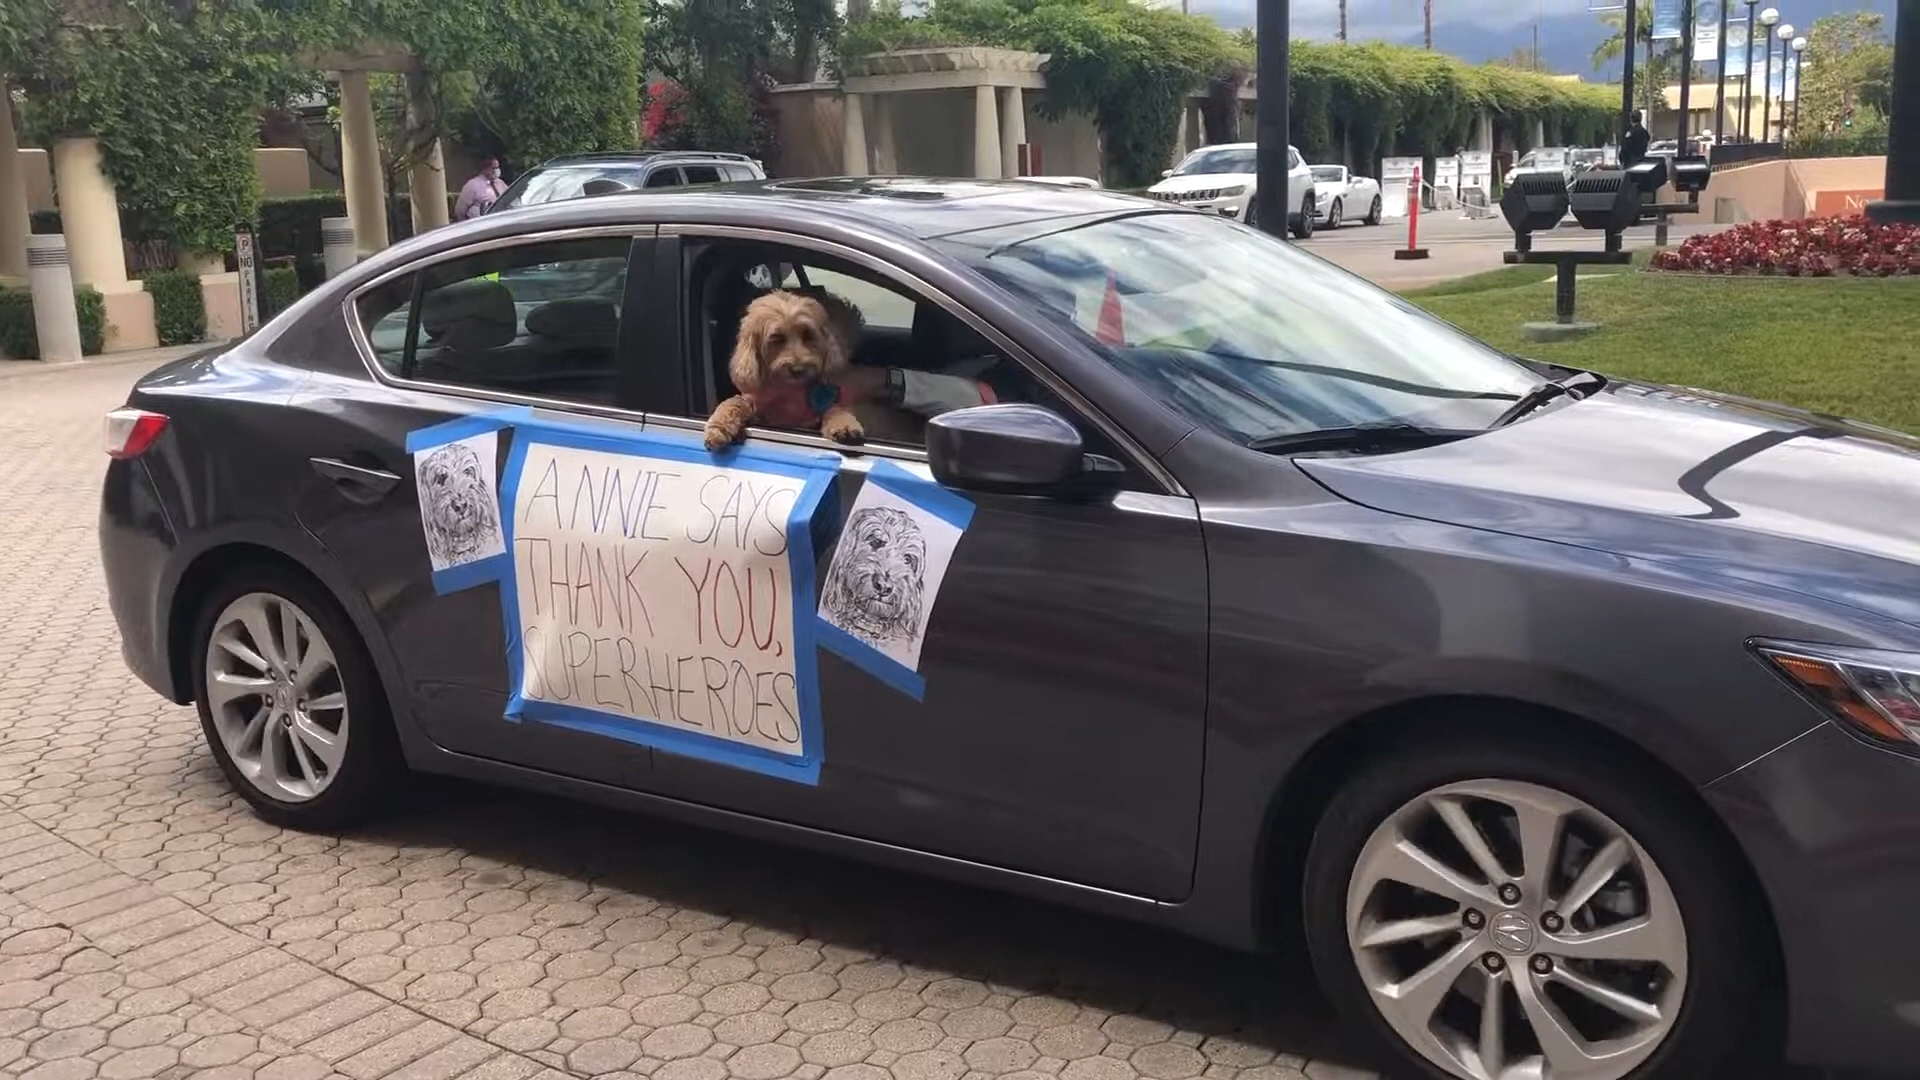 ANNIE SAYS
THANK YOU,
SUPERHEROES
NO
PARKING